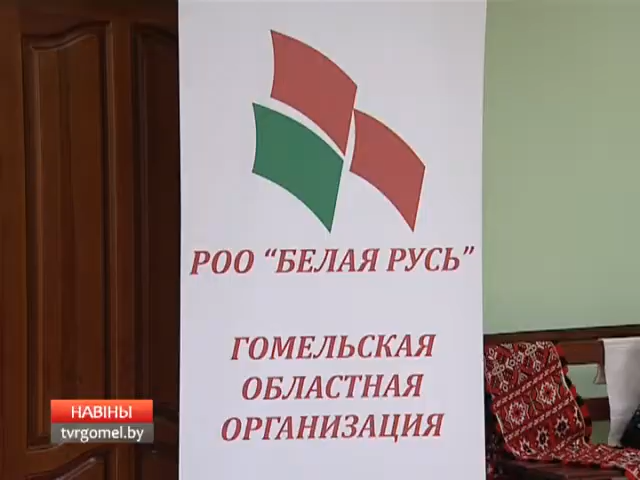 РОО “БЕЛАЯ РУСЬ”
ГОМЕЛЬСКАЯ
ОБЛАСТНАЯ
ОРГАНИЗАЦИЯ
НАВІНЫ
tvrgomel.by